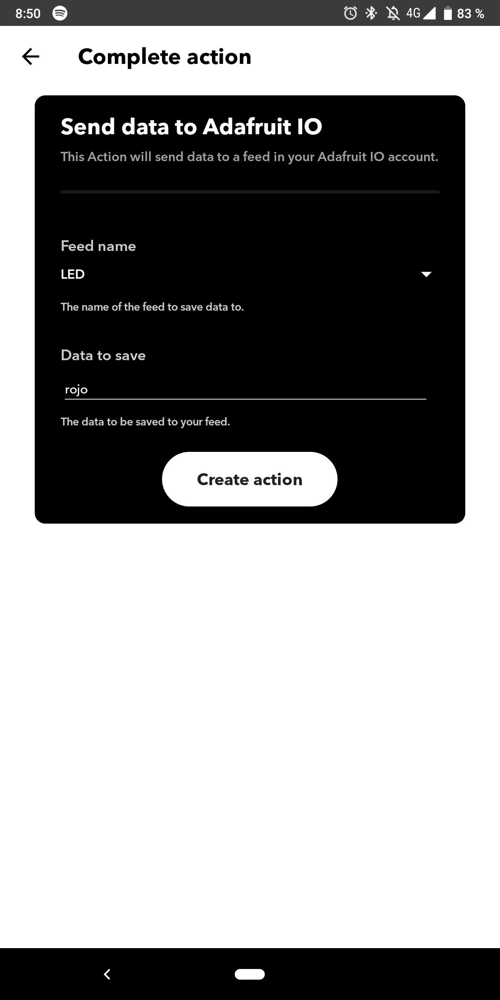 8:50 4G 83 %
Complete action
Send data to Adafruit IO
This Action will send data to a feed in your Adafruit IO account.
Feed name
LED
The name of the feed to save data to.
Data to save
rojo
The data to be saved to your feed.
Create action